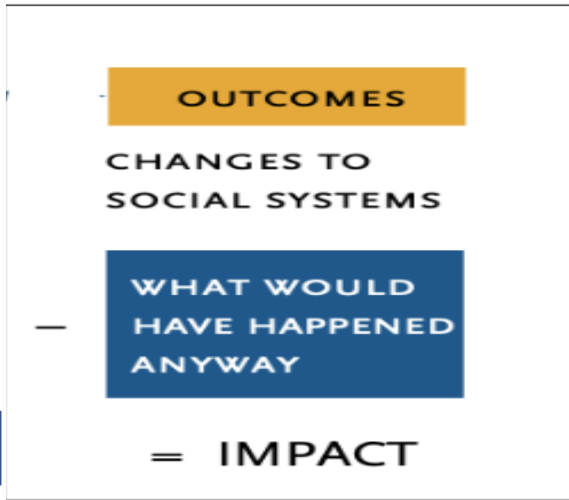 OUTCOMES
CHANGES TO
SOCIAL SYSTEMS
WHAT WOULD
– HAVE HAPPENED
ANYWAY
= IMPACT